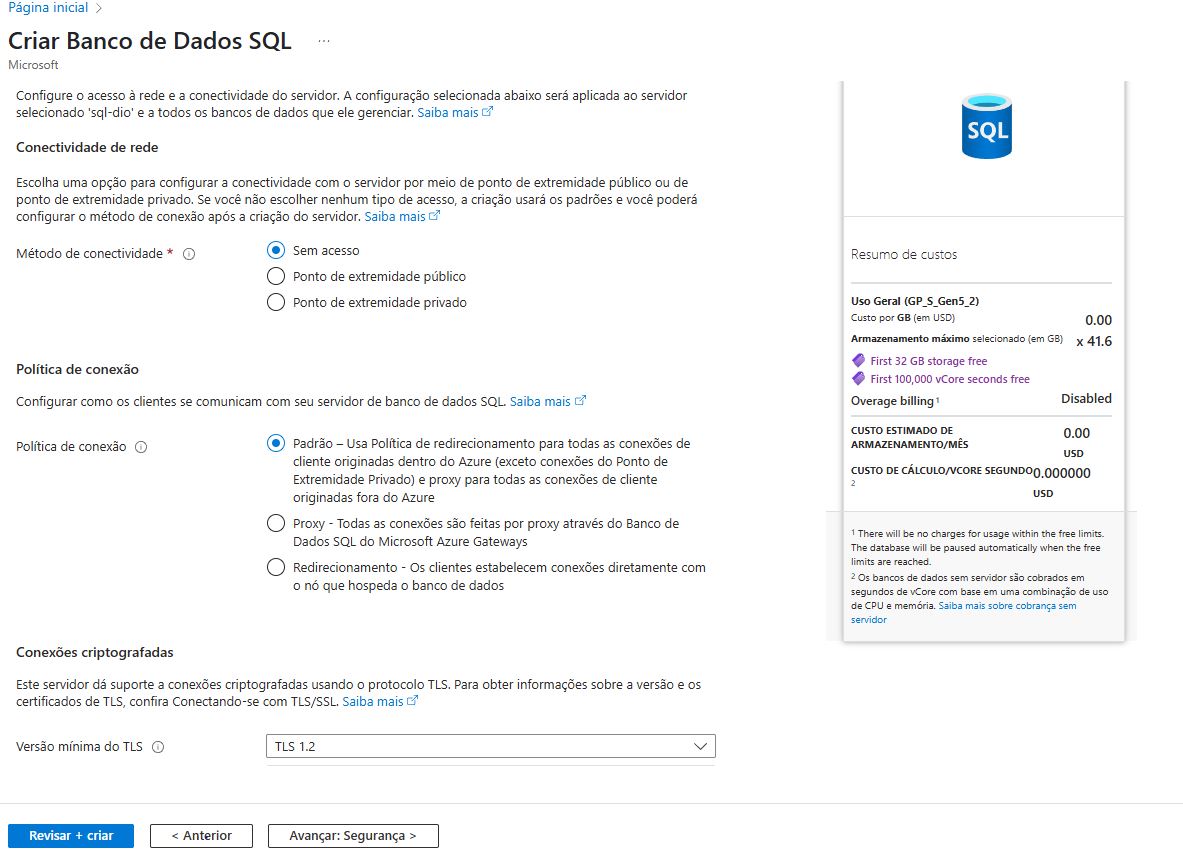 Página inicial >
Criar Banco de Dados SQL ...
Microsoft
Configure o acesso à rede e a conectividade do servidor. A configuração selecionada abaixo será aplicada ao servidor
selecionado 'sql-dio' e a todos os bancos de dados que ele gerenciar. Saiba mais
Conectividade de rede
Escolha uma opção para configurar a conectividade com o servidor por meio de ponto de extremidade público ou de
ponto de extremidade privado. Se você não escolher nenhum tipo de acesso, a criação usará os padrões e você poderá
configurar o método de conexão após a criação do servidor. Saiba mais
Método de conectividade *
Sem acesso
Ponto de extremidade público
Ponto de extremidade privado
Política de conexão
Configurar como os clientes se comunicam com seu servidor de banco de dados SQL. Saiba mais
Política de conexão
Padrão – Usa Política de redirecionamento para todas as conexões de
cliente originadas dentro do Azure (exceto conexões do Ponto de
Extremidade Privado) e proxy para todas as conexões de cliente
originadas fora do Azure
Proxy - Todas as conexões são feitas por proxy através do Banco de
Dados SQL do Microsoft Azure Gateways
Redirecionamento - Os clientes estabelecem conexões diretamente com
o nó que hospeda o banco de dados
Conexões criptografadas
Este servidor dá suporte a conexões criptografadas usando o protocolo TLS. Para obter informações sobre a versão e os
certificados de TLS, confira Conectando-se com TLS/SSL. Saiba mais
Versão mínima do TLS
TLS 1.2
Revisar + criar
< Anterior
Avançar: Segurança >
SQL
Resumo de custos
Uso Geral (GP_S_Gen5_2)
Custo por GB (em USD) 0.00
Armazenamento máximo selecionado (em GB) x 41.6
First 32 GB storage free
First 100,000 vCore seconds free
Overage billing 1 Disabled
CUSTO ESTIMADO DE
ARMAZENAMENTO/MÊS
0.00
USD
CUSTO DE CÁLCULO/VCORE SEGUNDO
2
0.000000
USD
1 There will be no charges for usage within the free limits.
The database will be paused automatically when the free
limits are reached.
2 Os bancos de dados sem servidor são cobrados em
segundos de vCore com base em uma combinação de uso
de CPU e memória. Saiba mais sobre cobrança sem
servidor